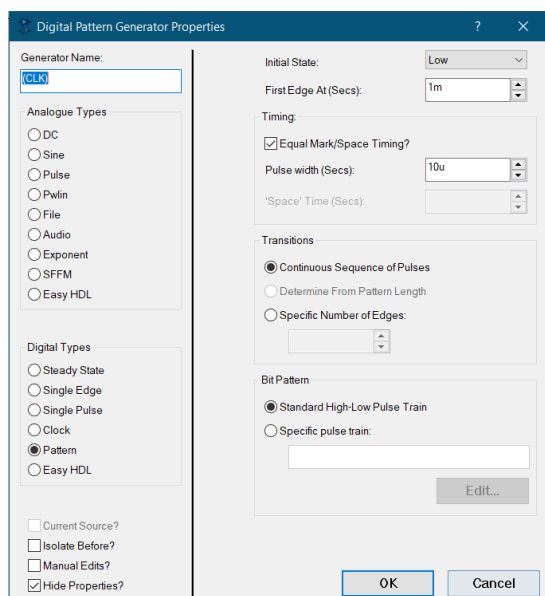 Digital Pattern Generator Properties
Generator Name:
(CLK)
Analogue Types
DC
Sine
Pulse
Pwlin
File
Audio
Exponent
SFFM
Easy HDL
Digital Types
Steady State
Single Edge
Single Pulse
Clock
Pattern
Easy HDL
Current Source?
Isolate Before?
Manual Edits?
Hide Properties?
Initial State:
Low
First Edge At (Secs):
1m
Timing:
Equal Mark/Space Timing?
Pulse width (Secs):
10u
'Space' Time (Secs):
Transitions
Continuous Sequence of Pulses
Determine From Pattern Length
Specific Number of Edges:
Bit Pattern
Standard High-Low Pulse Train
Specific pulse train:
Edit...
OK
Cancel